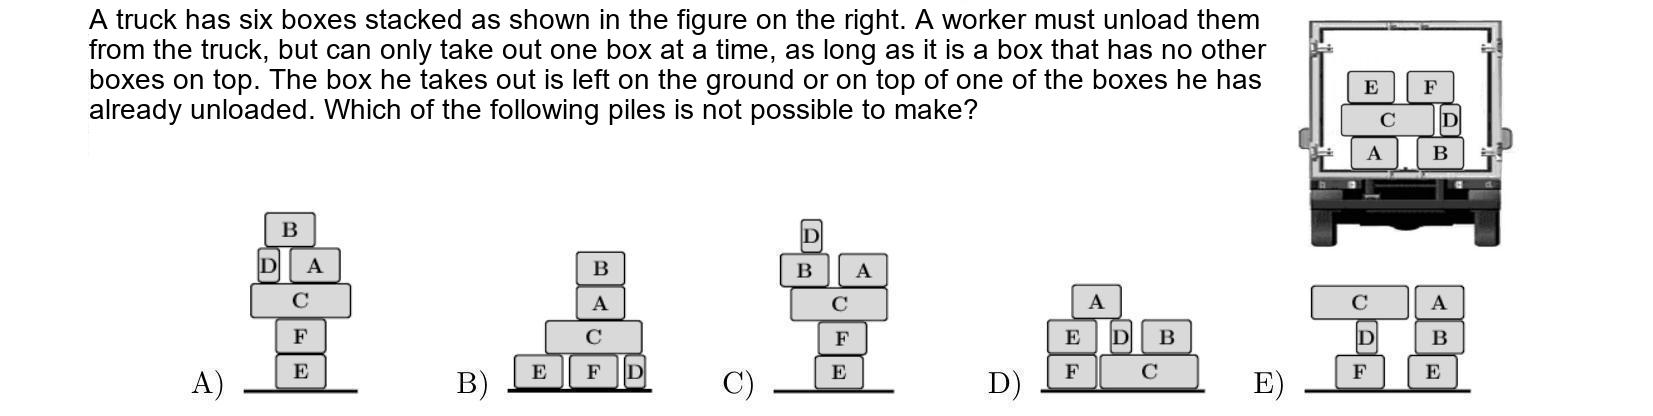 A truck has six boxes stacked as shown in the figure on the right. A worker must unload them
from the truck, but can only take out one box at a time, as long as it is a box that has no other
boxes on top. The box he takes out is left on the ground or on top of one of the boxes he has
already unloaded. Which of the following piles is not possible to make?
E F
C D
A B
A)
B
D A
C
F
E
B)
B
A
C
E F D
C)
D
B A
C
F
E
D)
A
E D B
F C
E)
C A
D B
F E